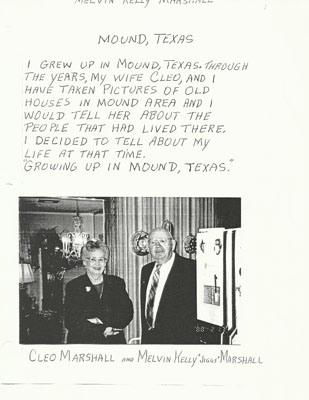 MELVIN KELLY MARSHALL
MOUND, TEXAS
I GREW UP IN MOUND, TEXAS. THROUGH
THE YEARS, MY WIFE CLEO, AND I
HAVE TAKEN PICTURES OF OLD
HOUSES IN MOUND AREA AND I
WOULD TELL HER ABOUT THE
PEOPLE THAT HAD LIVED THERE.
I DECIDED TO TELL ABOUT MY
LIFE AT THAT TIME.
"GROWING UP IN MOUND, TEXAS."
CLEO MARSHALL AND MELVIN KELLY "JIGGS" MARSHALL